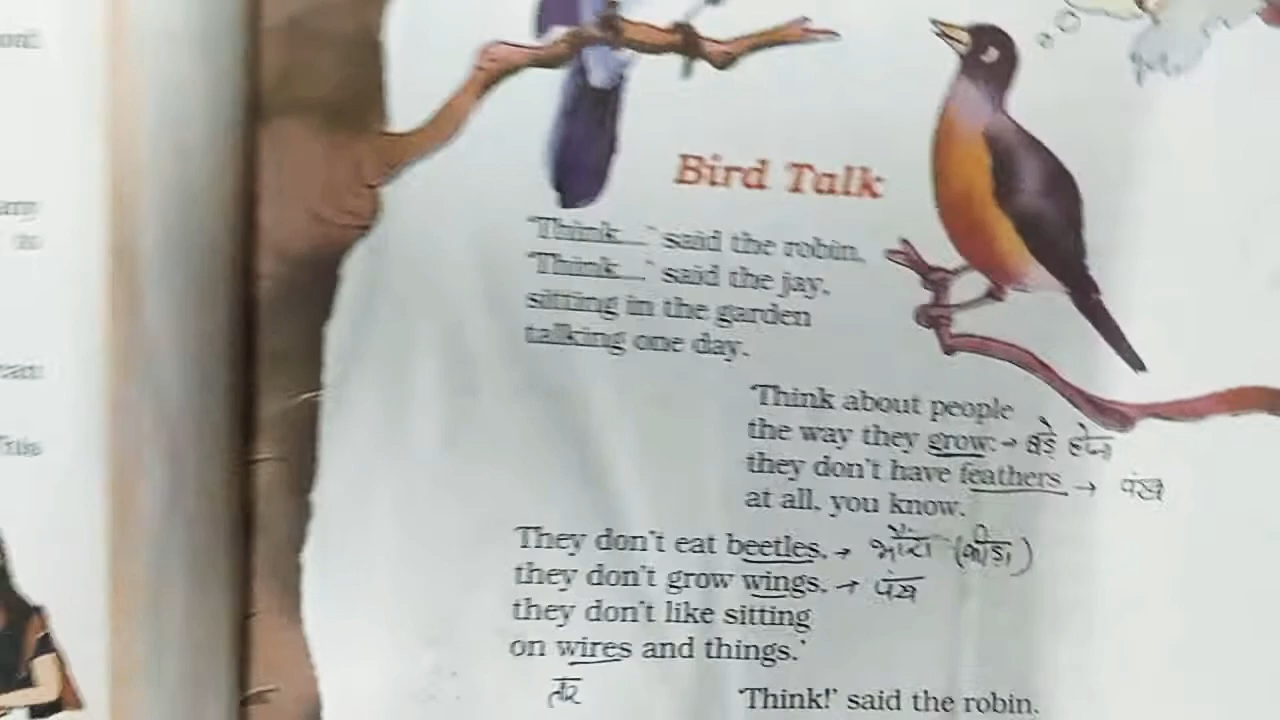 Bird Talk
'Think...' said the robin,
'Think...' said the jay,
sitting in the garden
talking one day.
'Think about people
the way they grow: → बड़े होना
they don't have feathers → पंख
at all, you know.
They don't eat beetles, → भौंरा (कीड़ा)
they don't grow wings, → पंख
they don't like sitting
on wires and things.'
तार
'Think!' said the robin.